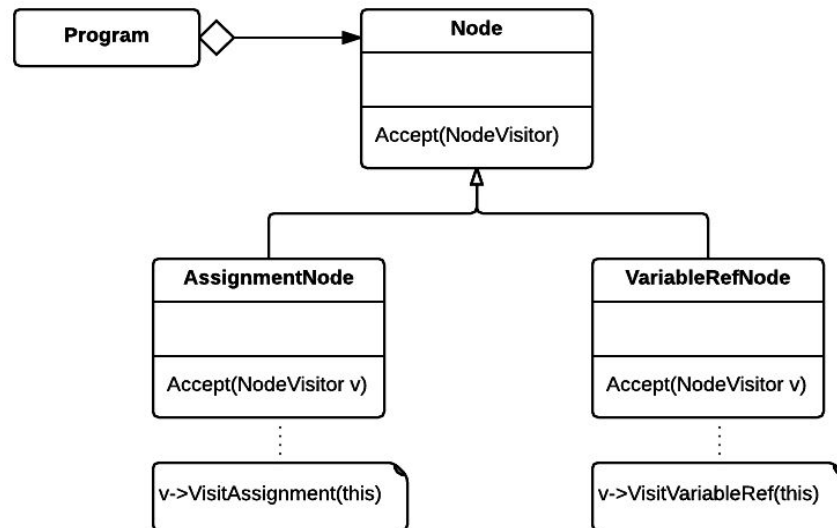 Program
Node
Accept(NodeVisitor)
AssignmentNode
VariableRefNode
Accept(NodeVisitor v)
Accept(NodeVisitor v)
v->VisitAssignment(this)
v->VisitVariableRef(this)